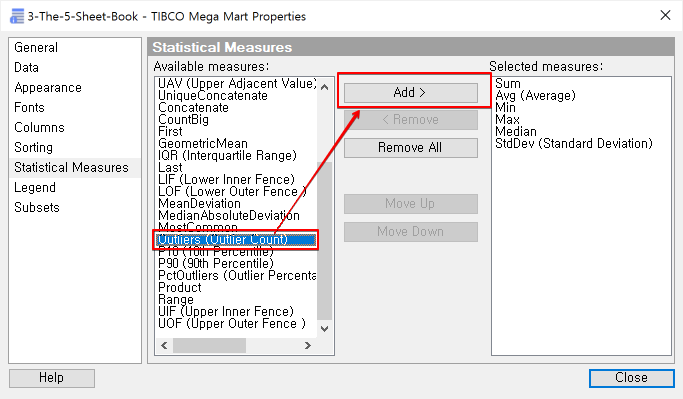 3-The-5-Sheet-Book - TIBCO Mega Mart Properties
General
Data
Appearance
Fonts
Columns
Sorting
Statistical Measures
Legend
Subsets
Statistical Measures
Available measures:
UAV (Upper Adjacent Value)
UniqueConcatenate
Concatenate
CountBig
First
GeometricMean
IQR (Interquartile Range)
Last
LIF (Lower Inner Fence)
LOF (Lower Outer Fence )
MeanDeviation
MedianAbsoluteDeviation
MostCommon
Outliers (Outlier Count)
P10 (10th Percentile)
P90 (90th Percentile)
PctOutliers (Outlier Percenta
Product
Range
UIF (Upper Inner Fence)
UOF (Upper Outer Fence )
Add >
< Remove
Remove All
Move Up
Move Down
Selected measures:
Sum
Avg (Average)
Min
Max
Median
StdDev (Standard Deviation)
Help
Close